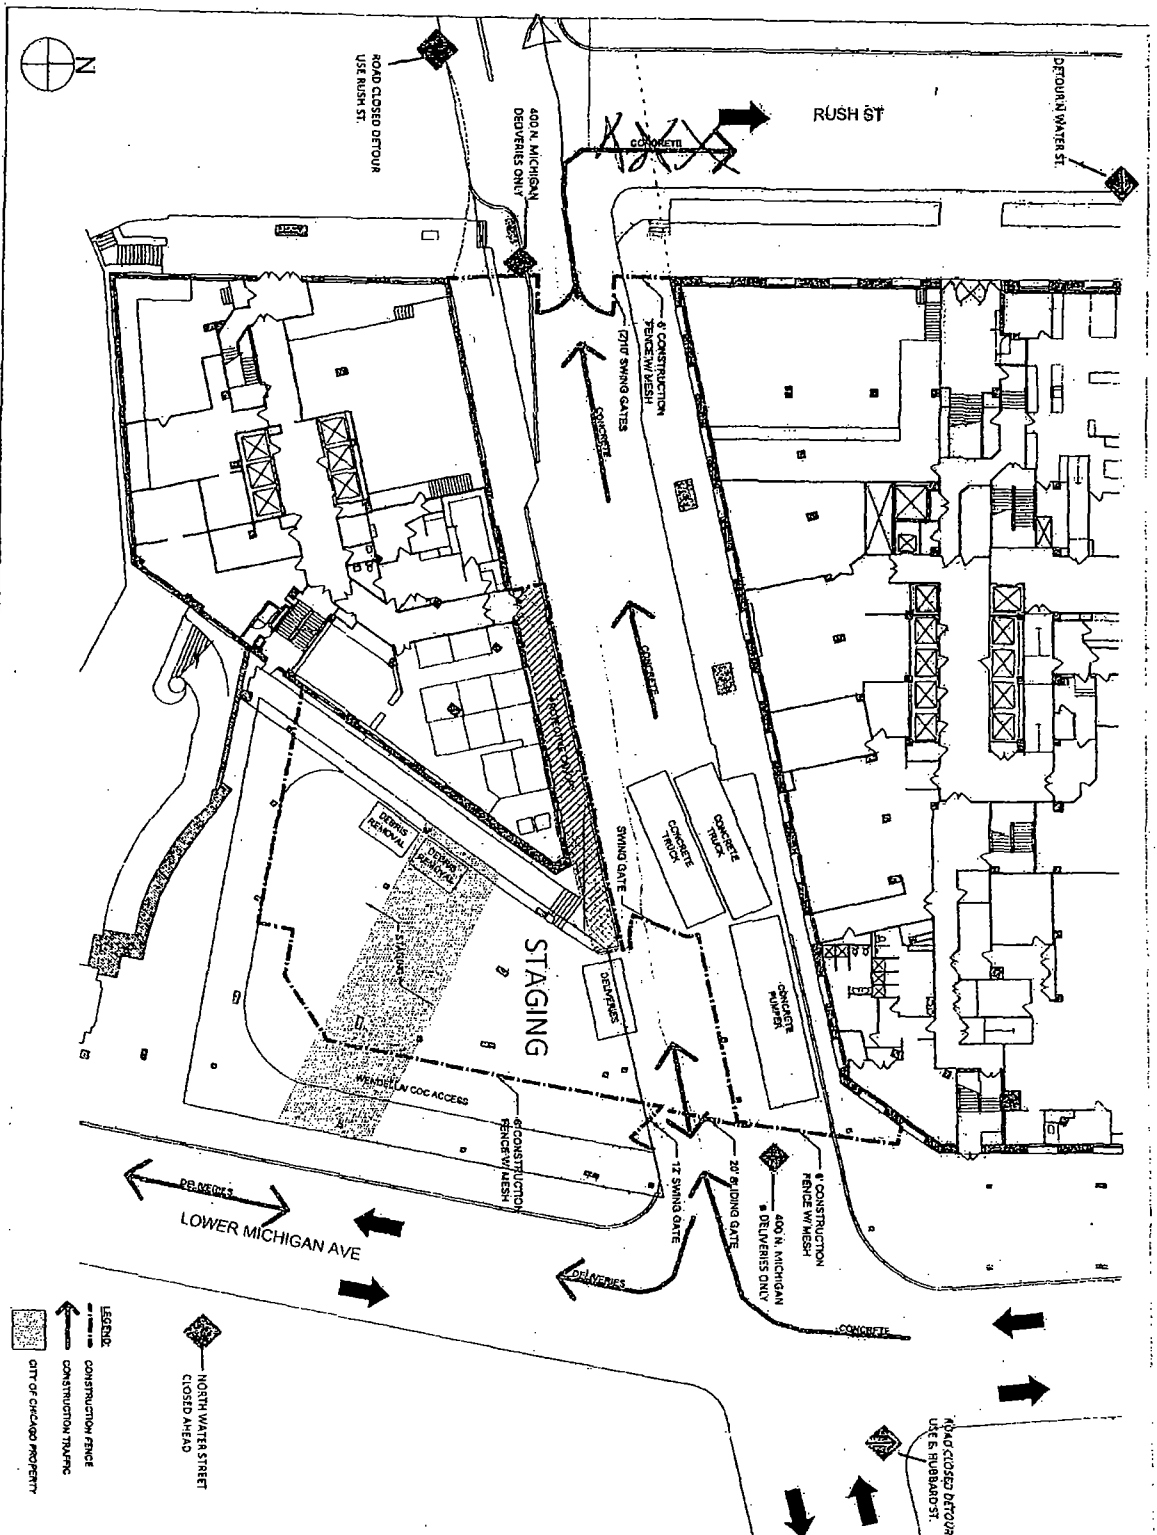 N
ROAD CLOSED DETOUR
USE RUSH ST.
400 N. MICHIGAN
DELIVERIES ONLY
CONCRETE
RUSH ST
DETOUR N WATER ST.
6' CONSTRUCTION
FENCE W/ MESH
(2)10' SWING GATES
CONCRETE
CONCRETE
CONCRETE
TRUCK
CONCRETE
TRUCK
CONCRETE
PUMPER
SWING GATE
DEBRIS
REMOVAL
DEBRIS
REMOVAL
STAGING
STAGING
DELIVERIES
ACCESS
6' CONSTRUCTION
FENCE W/ MESH
12' SWING GATE
20' SLIDING GATE
400 N. MICHIGAN
DELIVERIES ONLY
6' CONSTRUCTION
FENCE W/ MESH
DELIVERIES
LOWER MICHIGAN AVE
DELIVERIES
CONCRETE
NORTH WATER STREET
CLOSED AHEAD
ROAD CLOSED DETOUR
USE E. HUBBARD ST.
LEGEND:
CONSTRUCTION FENCE
CONSTRUCTION TRAFFIC
CITY OF CHICAGO PROPERTY